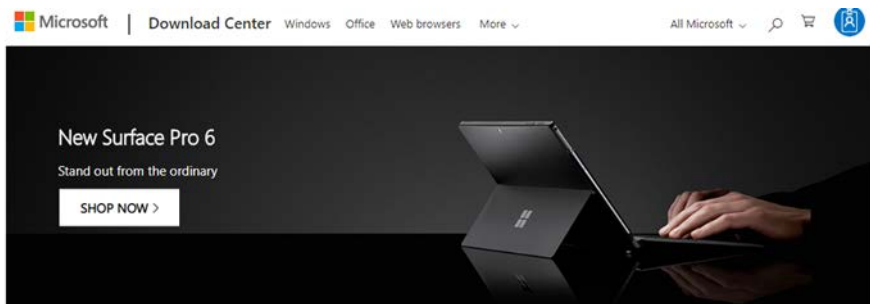 Microsoft | Download Center Windows Office Web browsers More All Microsoft
New Surface Pro 6
Stand out from the ordinary
SHOP NOW >